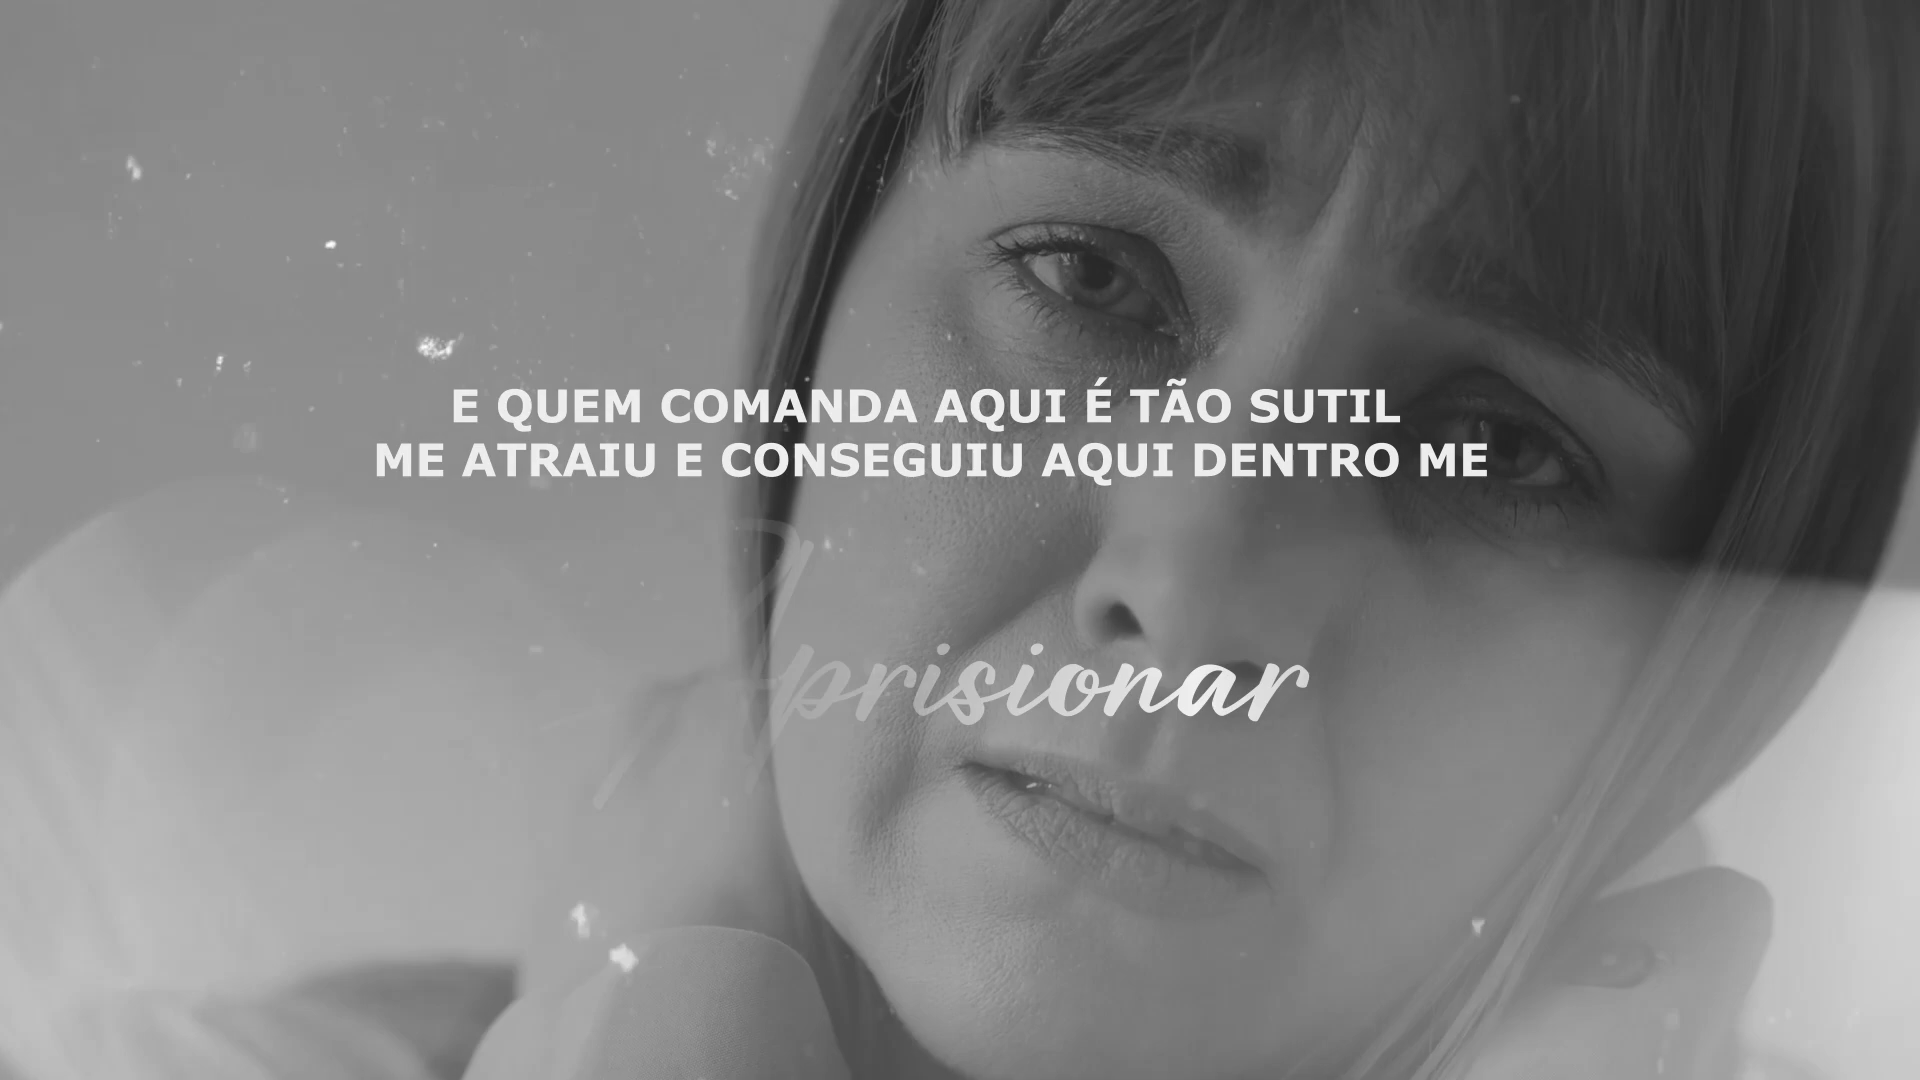 E QUEM COMANDA AQUI É TÃO SUTIL
ME ATRAIU E CONSEGUIU AQUI DENTRO ME
Aprisionar